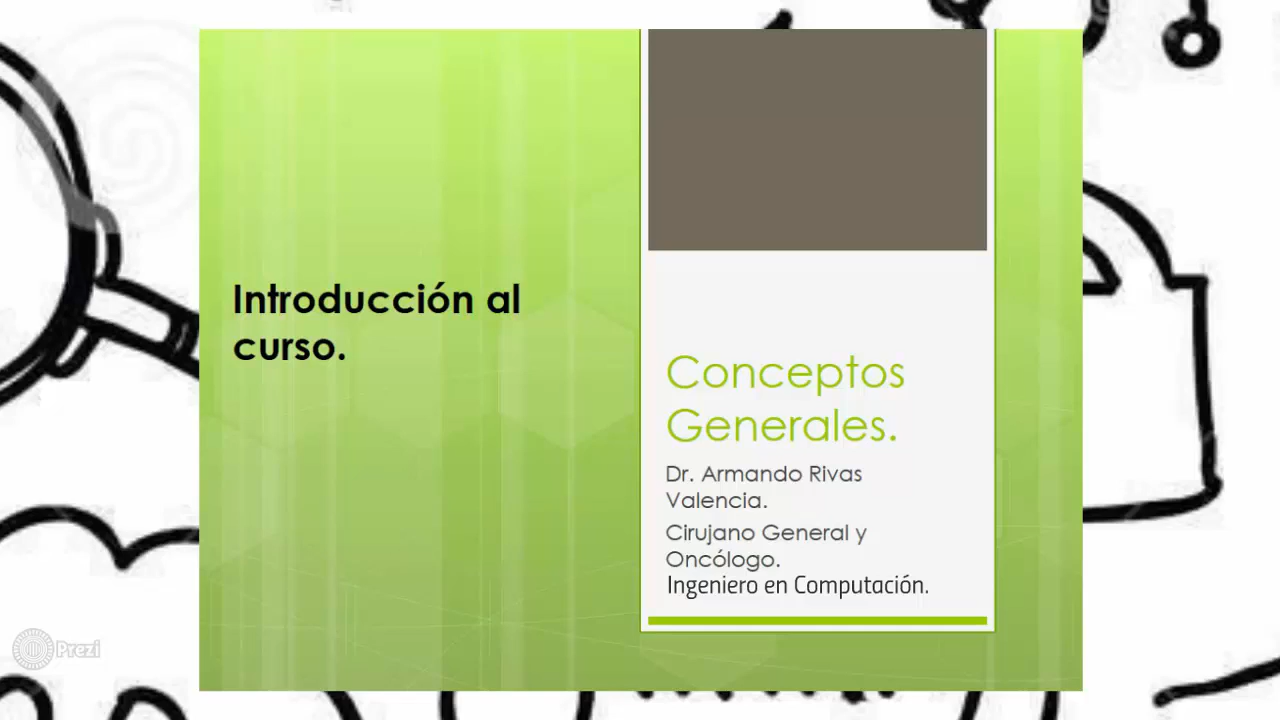 Introducción al
curso.
Conceptos
Generales.
Dr. Armando Rivas
Valencia.
Cirujano General y
Oncólogo.
Ingeniero en Computación.
Prezi